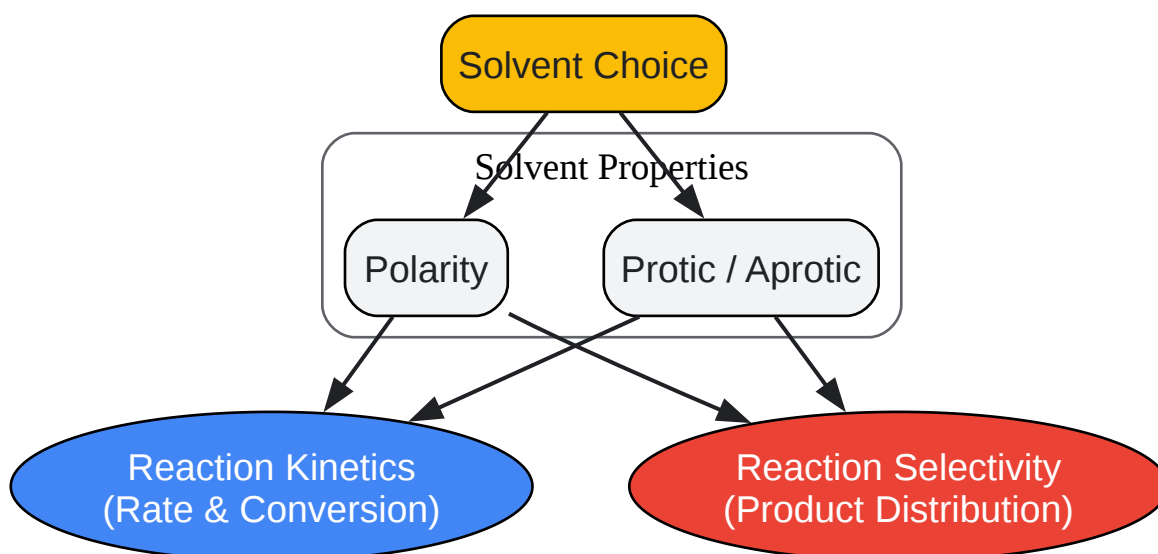 Solvent Choice
Solvent Properties
Polarity
Protic / Aprotic
Reaction Kinetics
(Rate & Conversion)
Reaction Selectivity
(Product Distribution)